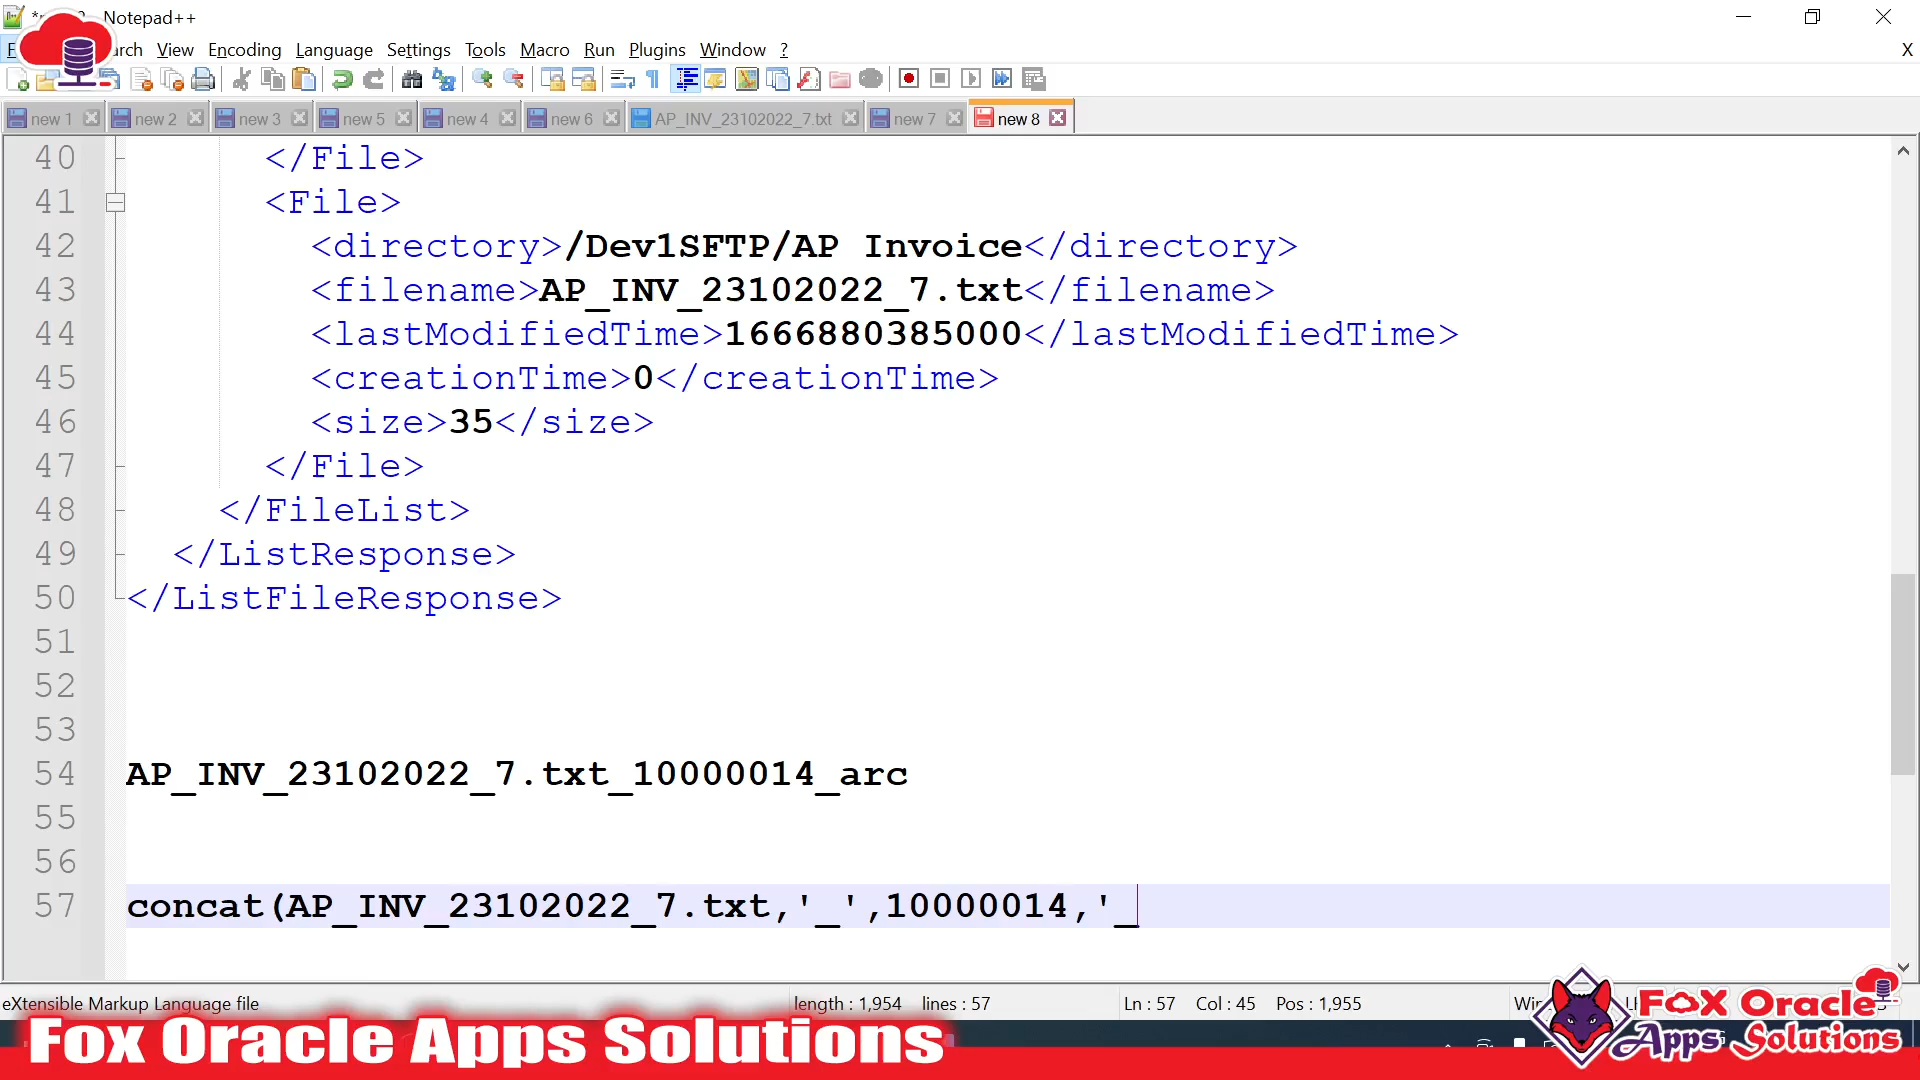 Notepad++
View Encoding Language Settings Tools Macro Run Plugins Window ?
X
new 1 new 2 new 3 new 5 new 4 new 6 AP_INV_23102022_7.txt new 7 new 8
40 </File>
41 <File>
42 <directory>/Dev1SFTP/AP Invoice</directory>
43 <filename>AP_INV_23102022_7.txt</filename>
44 <lastModifiedTime>1666880385000</lastModifiedTime>
45 <creationTime>0</creationTime>
46 <size>35</size>
47 </File>
48 </FileList>
49 </ListResponse>
50 </ListFileResponse>
51
52
53
54 AP_INV_23102022_7.txt_10000014_arc
55
56
57 concat(AP_INV_23102022_7.txt,'_',10000014,'_
eXtensible Markup Language file length : 1,954 lines : 57 Ln : 57 Col : 45 Pos : 1,955
Fox Oracle Apps Solutions
Fox Oracle
Apps Solutions